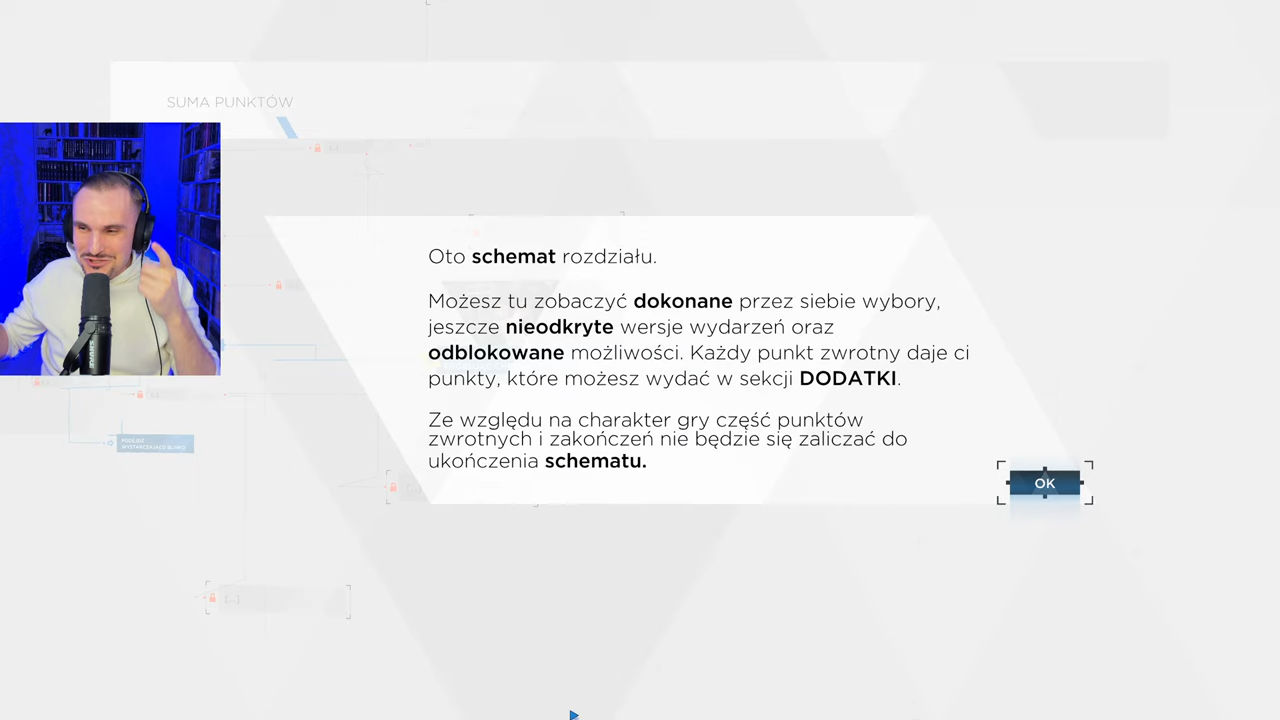 SUMA PUNKTÓW
Oto schemat rozdziału.
Możesz tu zobaczyć dokonane przez siebie wybory,
jeszcze nieodkryte wersje wydarzeń oraz
odblokowane możliwości. Każdy punkt zwrotny daje ci
punkty, które możesz wydać w sekcji DODATKI.
Ze względu na charakter gry część punktów
zwrotnych i zakończeń nie będzie się zaliczać do
ukończenia schematu.
OK
SHURE